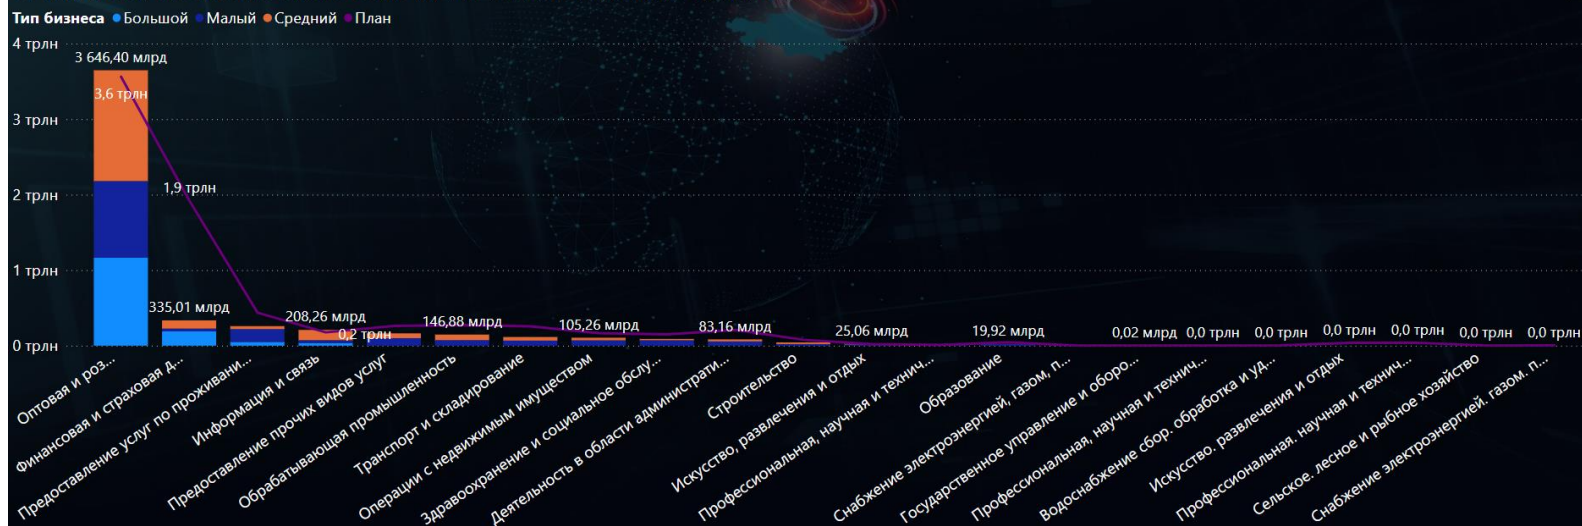 Тип бизнеса Большой Малый Средний План
4 трлн
3 646,40 млрд
3,6 трлн
3 трлн
1,9 трлн
2 трлн
1 трлн
335,01 млрд
208,26 млрд
0,2 трлн
146,88 млрд
105,26 млрд
83,16 млрд
25,06 млрд
19,92 млрд
0,02 млрд
0,0 трлн
0,0 трлн
0,0 трлн
0,0 трлн
0,0 трлн
0,0 трлн
0 трлн
Оптовая и роз...
Финансовая и страховая д...
Предоставление услуг по проживани...
Информация и связь
Предоставление прочих видов услуг
Обрабатывающая промышленность
Транспорт и складирование
Операции с недвижимым имуществом
Здравоохранение и социальное обслу...
Деятельность в области администрати...
Строительство
Искусство, развлечения и отдых
Профессиональная, научная и технич...
Образование
Снабжение электроэнергией, газом, п...
Государственное управление и оборо...
Профессиональная, научная и технич...
Водоснабжение сбор. обработка и уд...
Искусство. развлечения и отдых
Профессиональная. научная и технич...
Сельское. лесное и рыбное хозяйство
Снабжение электроэнергией. газом. п...